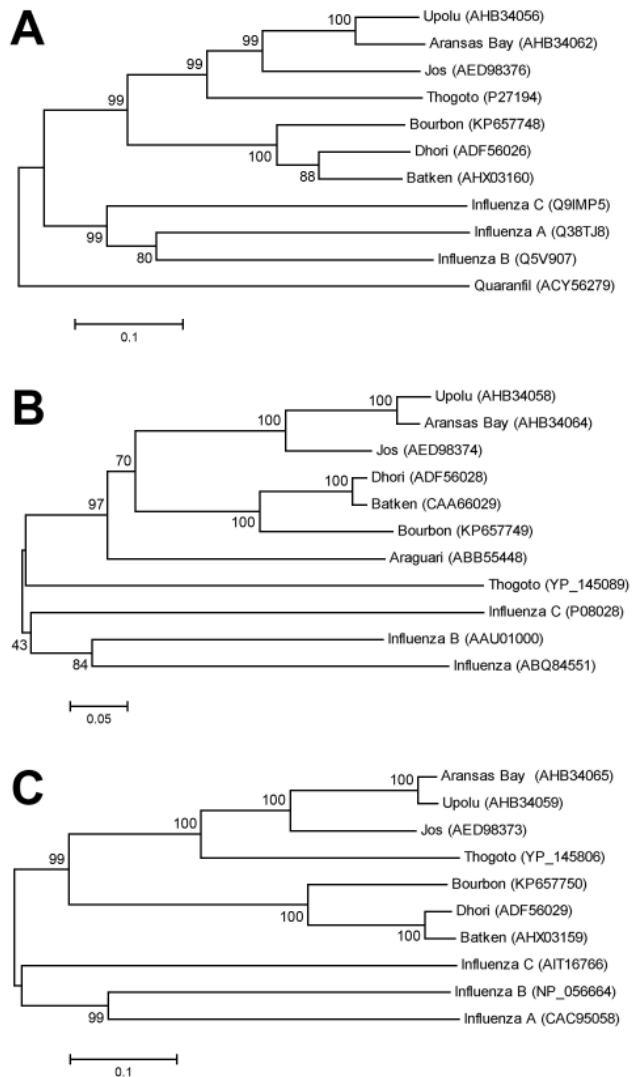 A
Upolu (AHB34056)
100
Aransas Bay (AHB34062)
99
Jos (AED98376)
99
Thogoto (P27194)
99
Bourbon (KP657748)
100
Dhori (ADF56026)
88
Batken (AHX03160)
Influenza C (Q9IMP5)
99
Influenza A (Q38TJ8)
80
Influenza B (Q5V907)
Quaranfil (ACY56279)
0.1
B
Upolu (AHB34058)
100
Aransas Bay (AHB34064)
100
Jos (AED98374)
70
Dhori (ADF56028)
100
Batken (CAA66029)
97
100
Bourbon (KP657749)
Araguari (ABB55448)
Thogoto (YP_145089)
Influenza C (P08028)
43
Influenza B (AAU01000)
84
Influenza (ABQ84551)
0.05
C
Aransas Bay (AHB34065)
100
Upolu (AHB34059)
100
Jos (AED98373)
100
Thogoto (YP_145806)
99
Bourbon (KP657750)
100
Dhori (ADF56029)
100
Batken (AHX03159)
Influenza C (AIT16766)
Influenza B (NP_056664)
99
Influenza A (CAC95058)
0.1